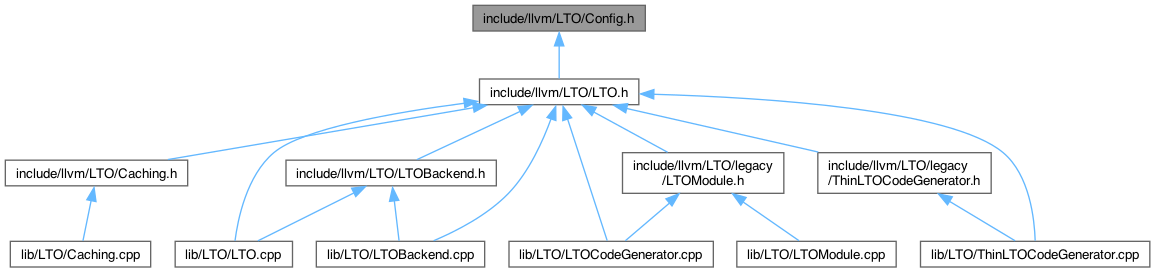 include/llvm/LTO/Config.h
include/llvm/LTO/LTO.h
include/llvm/LTO/Caching.h
include/llvm/LTO/LTOBackend.h
include/llvm/LTO/legacy
/LTOModule.h
include/llvm/LTO/legacy
/ThinLTOCodeGenerator.h
lib/LTO/Caching.cpp
lib/LTO/LTO.cpp
lib/LTO/LTOBackend.cpp
lib/LTO/LTOCodeGenerator.cpp
lib/LTO/LTOModule.cpp
lib/LTO/ThinLTOCodeGenerator.cpp